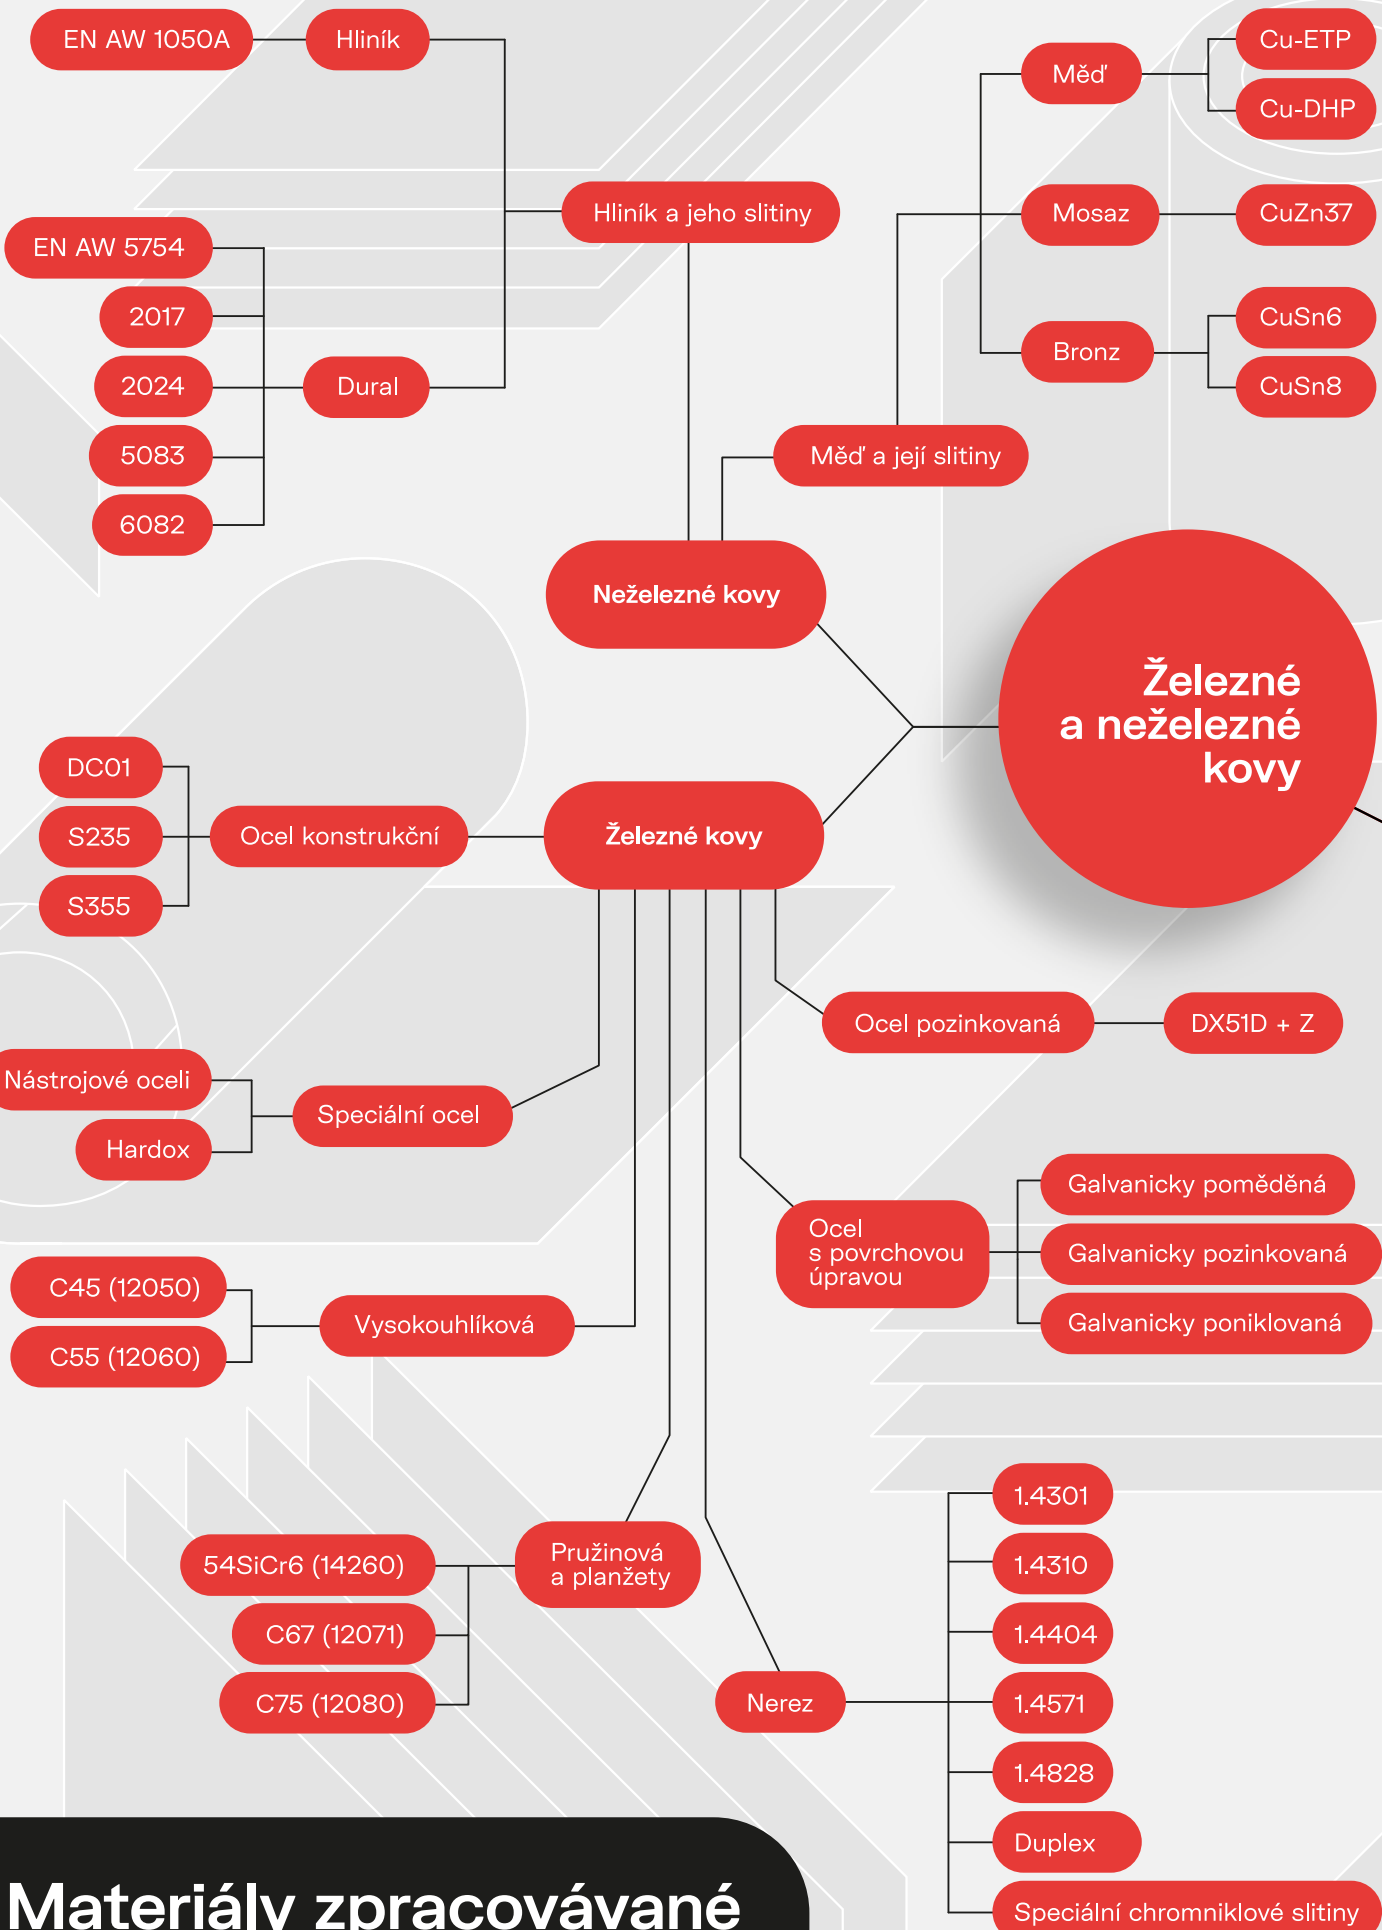 EN AW 1050A
Hliník
Hliník a jeho slitiny
EN AW 5754
2017
2024
5083
6082
Dural
Měď
Cu-ETP
Cu-DHP
Mosaz
CuZn37
Bronz
CuSn6
CuSn8
Měď a její slitiny
Neželezné kovy
Železné
a neželezné
kovy
Železné kovy
Ocel konstrukční
DC01
S235
S355
Ocel pozinkovaná
DX51D + Z
Nástrojové oceli
Hardox
Speciální ocel
Ocel
s povrchovou
úpravou
Galvanicky poměděná
Galvanicky pozinkovaná
Galvanicky poniklovaná
C45 (12050)
C55 (12060)
Vysokouhlíková
54SiCr6 (14260)
C67 (12071)
C75 (12080)
Pružinová
a planžety
Nerez
1.4301
1.4310
1.4404
1.4571
1.4828
Duplex
Speciální chromniklové slitiny
Materiály zpracovávané